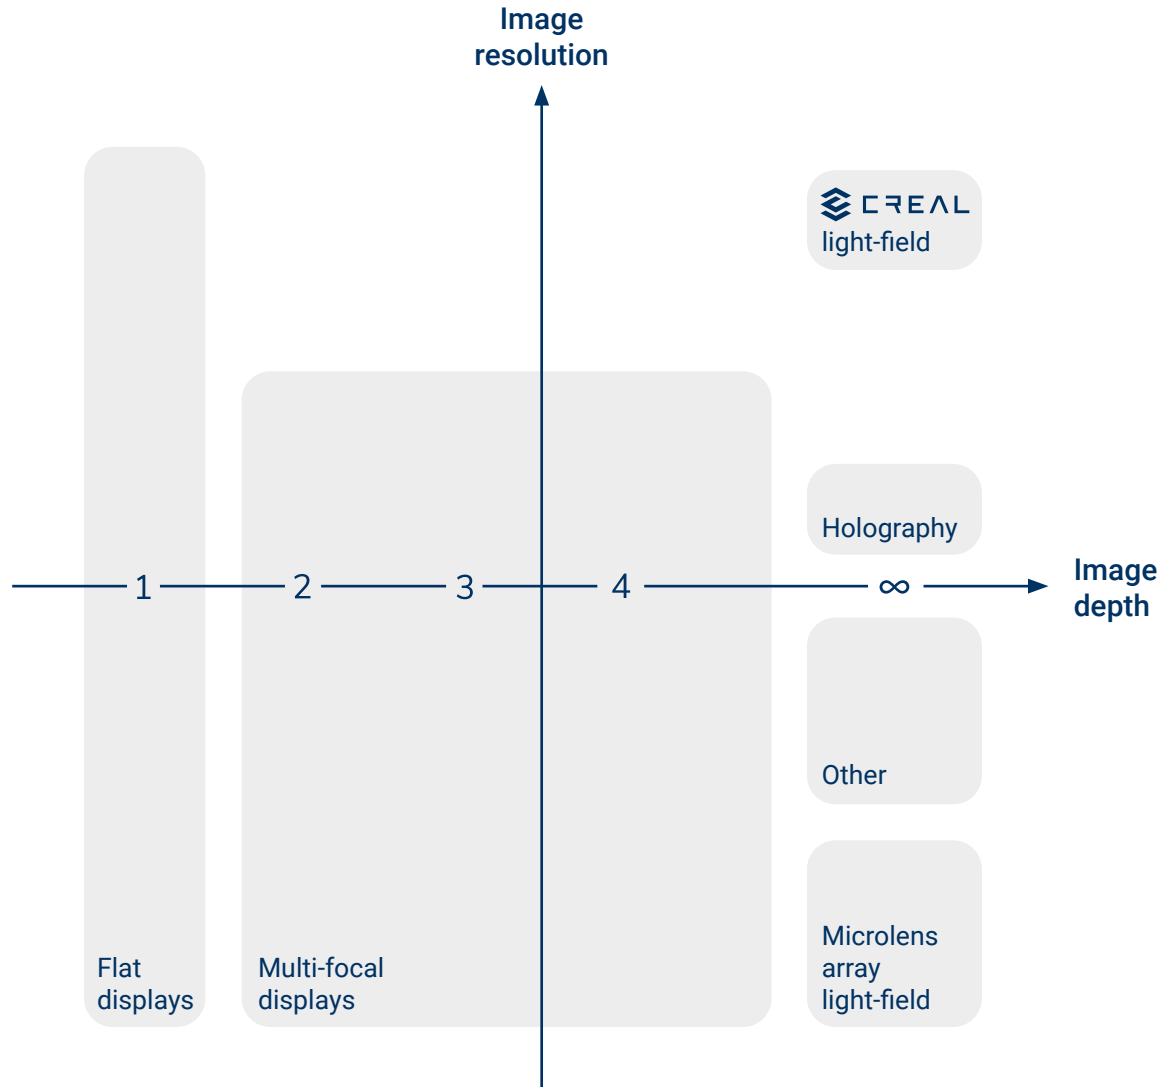 Image
resolution
CREAL
light-field
Holography
1 2 3 4 ∞
Image
depth
Other
Microlens
array
light-field
Flat
displays
Multi-focal
displays